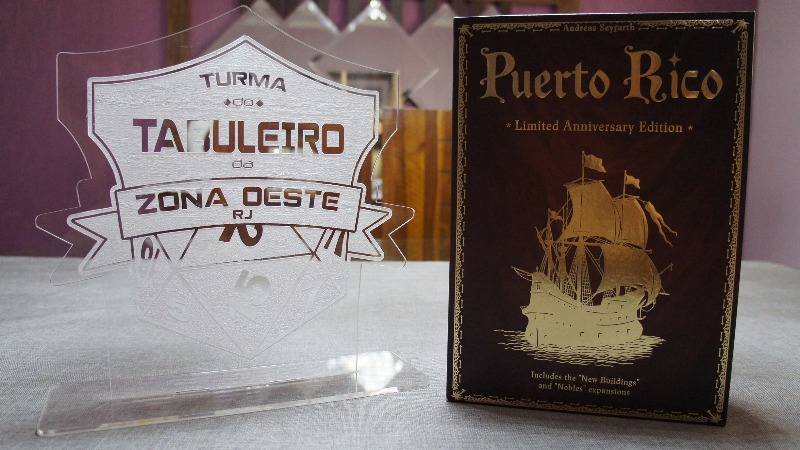 TURMA
do
TABULEIRO
da
ZONA OESTE
RJ
Andreas Seyfarth
Puerto Rico
* Limited Anniversary Edition *
Includes the "New Buildings"
and "Nobles" expansions